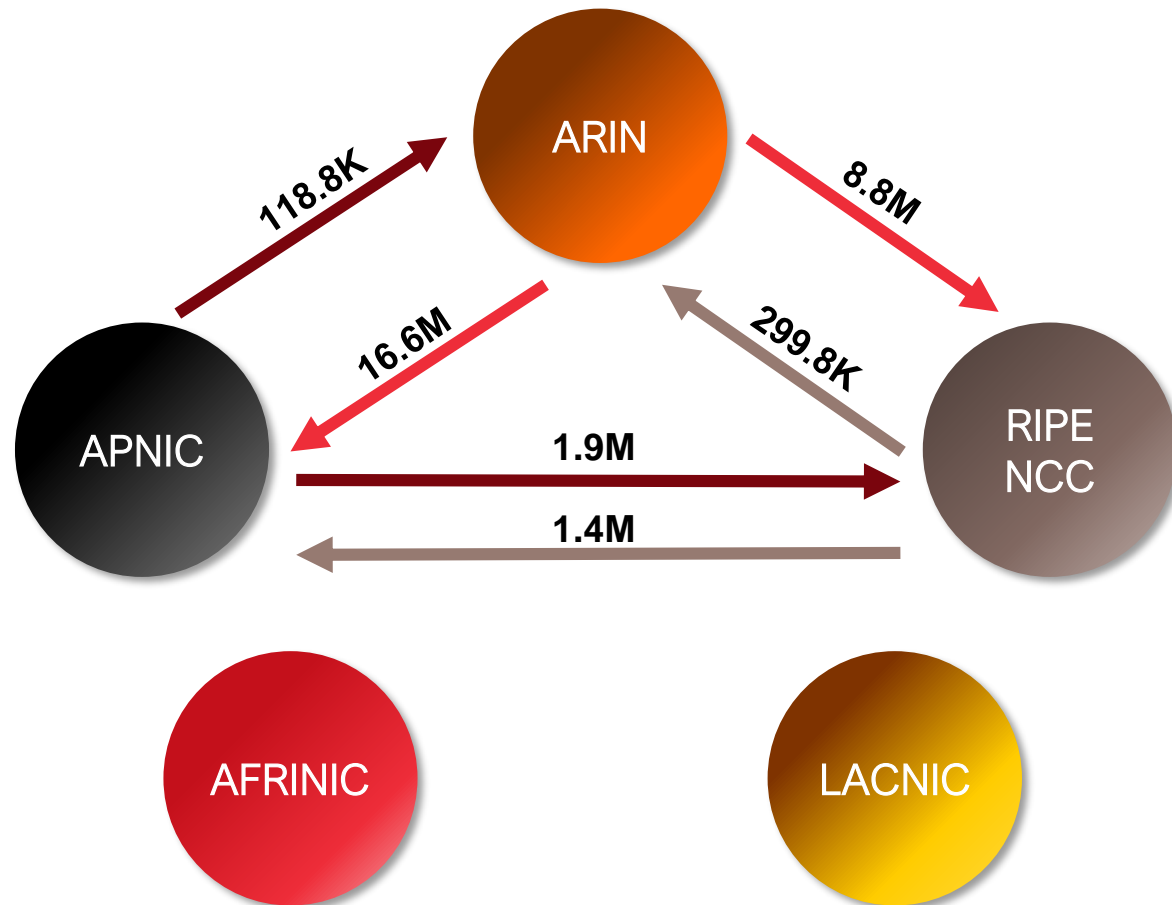 ARIN
118.8K
8.8M
16.6M
299.8K
APNIC
1.9M
RIPE
NCC
1.4M
AFRINIC
LACNIC